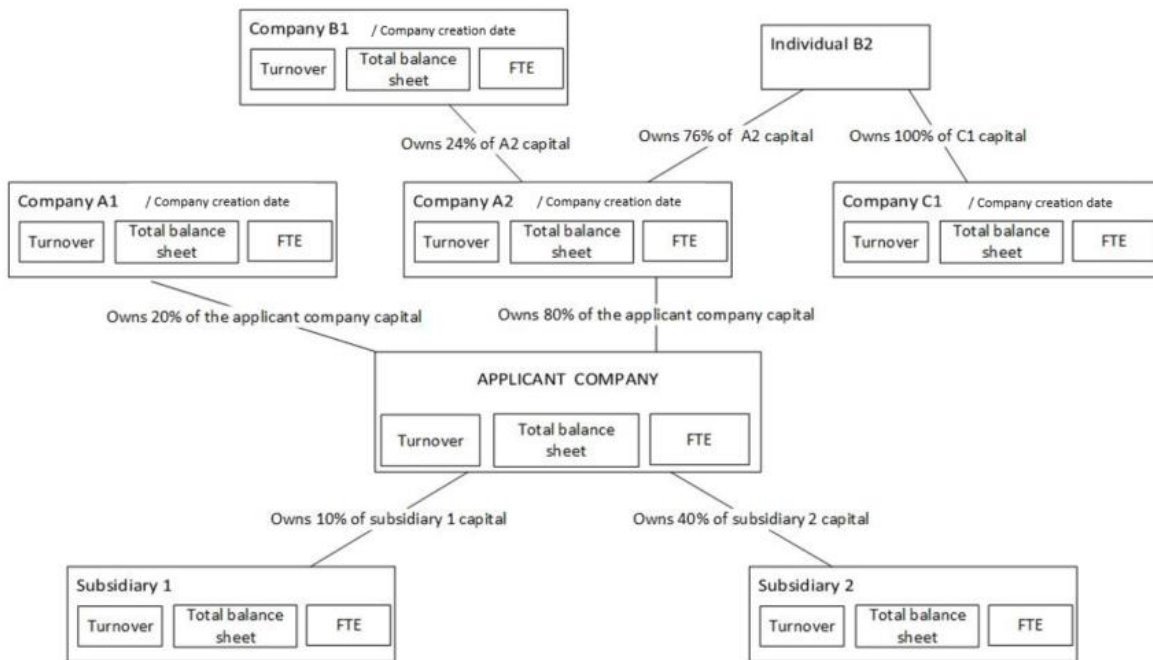 Company B1 / Company creation date
Turnover
Total balance
sheet
FTE
Individual B2
Owns 24% of A2 capital
Owns 76% of A2 capital
Owns 100% of C1 capital
Company A1 / Company creation date
Turnover
Total balance
sheet
FTE
Company A2 / Company creation date
Turnover
Total balance
sheet
FTE
Company C1 / Company creation date
Turnover
Total balance
sheet
FTE
Owns 20% of the applicant company capital
Owns 80% of the applicant company capital
APPLICANT COMPANY
Turnover
Total balance
sheet
FTE
Owns 10% of subsidiary 1 capital
Owns 40% of subsidiary 2 capital
Subsidiary 1
Turnover
Total balance
sheet
FTE
Subsidiary 2
Turnover
Total balance
sheet
FTE